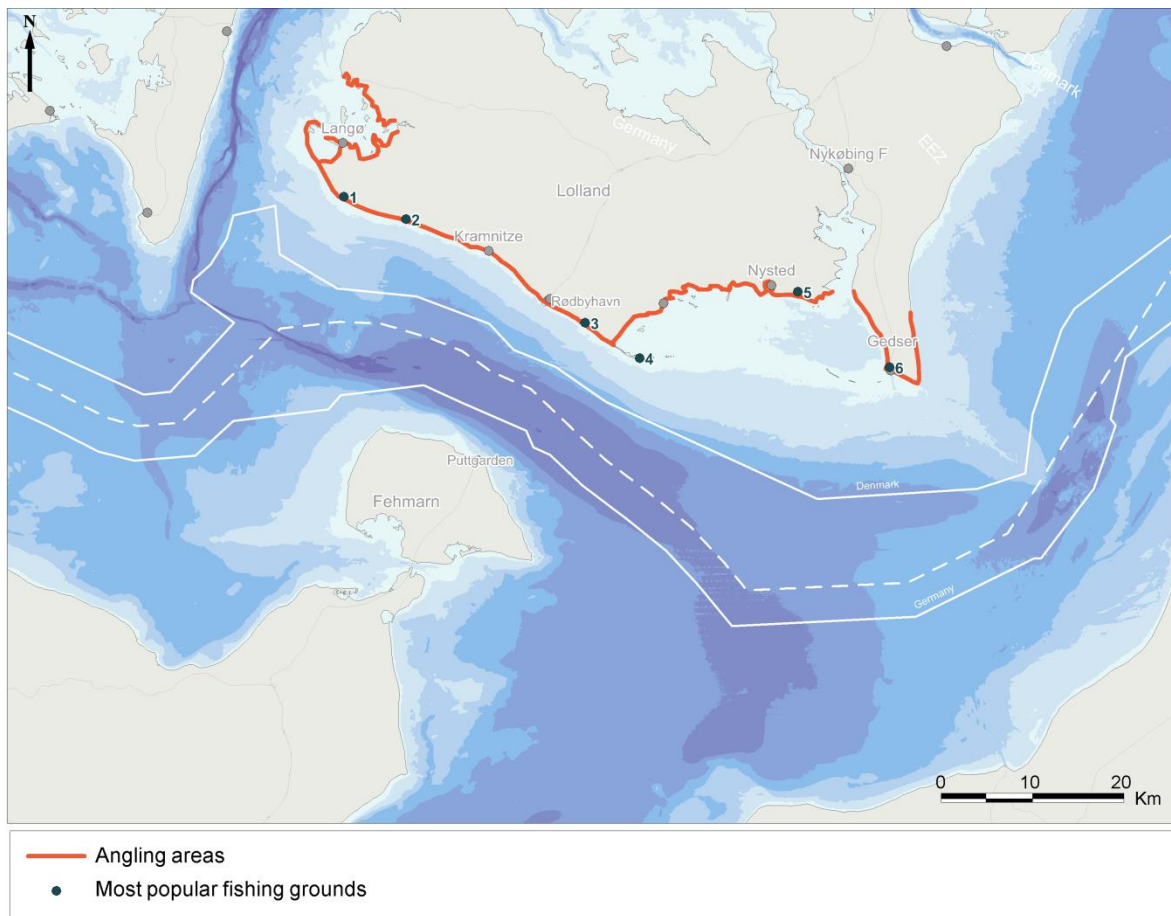 N
Denmark
Langø
Germany
EEZ
Nykøbing F
Lolland
1
2
Kramnitze
Nysted
5
Rødbyhavn
3
4
Gedser
6
Puttgarden
Fehmarn
Denmark
Germany
0 10 20
Km
Angling areas
Most popular fishing grounds